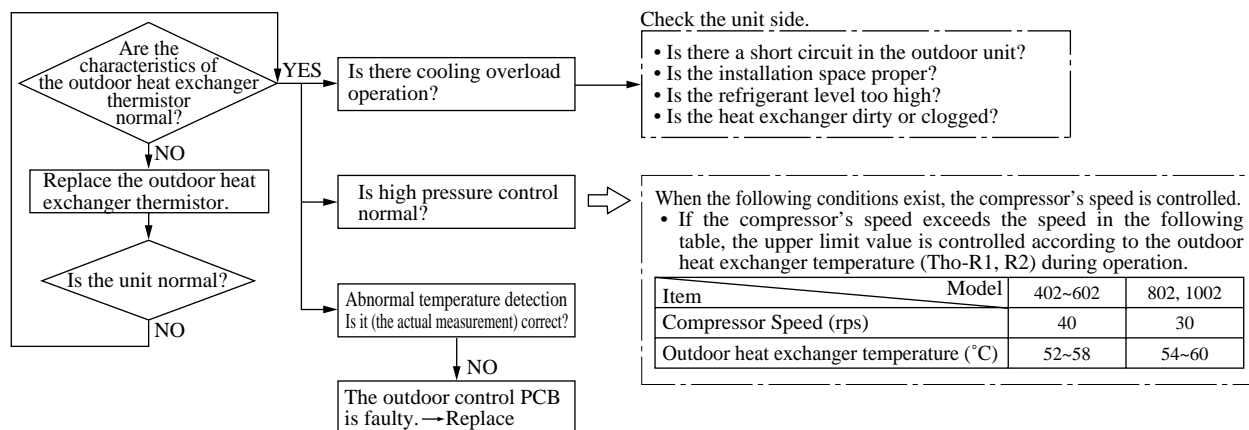 Are the
characteristics of
the outdoor heat exchanger
thermistor
normal?
YES
NO
Replace the outdoor heat
exchanger thermistor.
Is the unit normal?
NO
Is there cooling overload
operation?
Check the unit side.
• Is there a short circuit in the outdoor unit?
• Is the installation space proper?
• Is the refrigerant level too high?
• Is the heat exchanger dirty or clogged?
Is high pressure control
normal?
When the following conditions exist, the compressor’s speed is controlled.
• If the compressor’s speed exceeds the speed in the following
table, the upper limit value is controlled according to the outdoor
heat exchanger temperature (Tho-R1, R2) during operation.
Item Model 402~602 802, 1002
Compressor Speed (rps) 40 30
Outdoor heat exchanger temperature (˚C) 52~58 54~60
Abnormal temperature detection
Is it (the actual measurement) correct?
NO
The outdoor control PCB
is faulty. → Replace